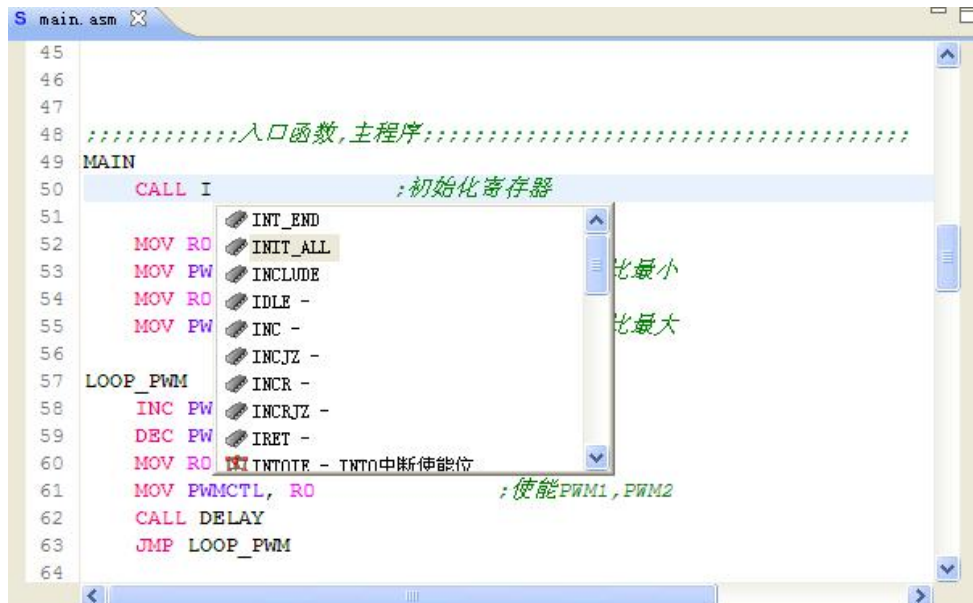 S main.asm
45
46
47
48 ;;;;;;;;;;;;入口函数,主程序;;;;;;;;;;;;;;;;;;;;;;;;;;;;;;;;;;;;;;
49 MAIN
50 CALL I ;初始化寄存器
51 INT_END
52 MOV R0 INIT_ALL
53 MOV PW INCLUDE 比最小
54 MOV R0 IDLE -
55 MOV PW INC - 比最大
56 INCJZ -
57 LOOP_PWM INCR -
58 INC PW INCRJZ -
59 DEC PW IRET -
60 MOV R0 INT0IE - INT0中断使能位
61 MOV PWMCTL, R0 ;使能PWM1,PWM2
62 CALL DELAY
63 JMP LOOP_PWM
64